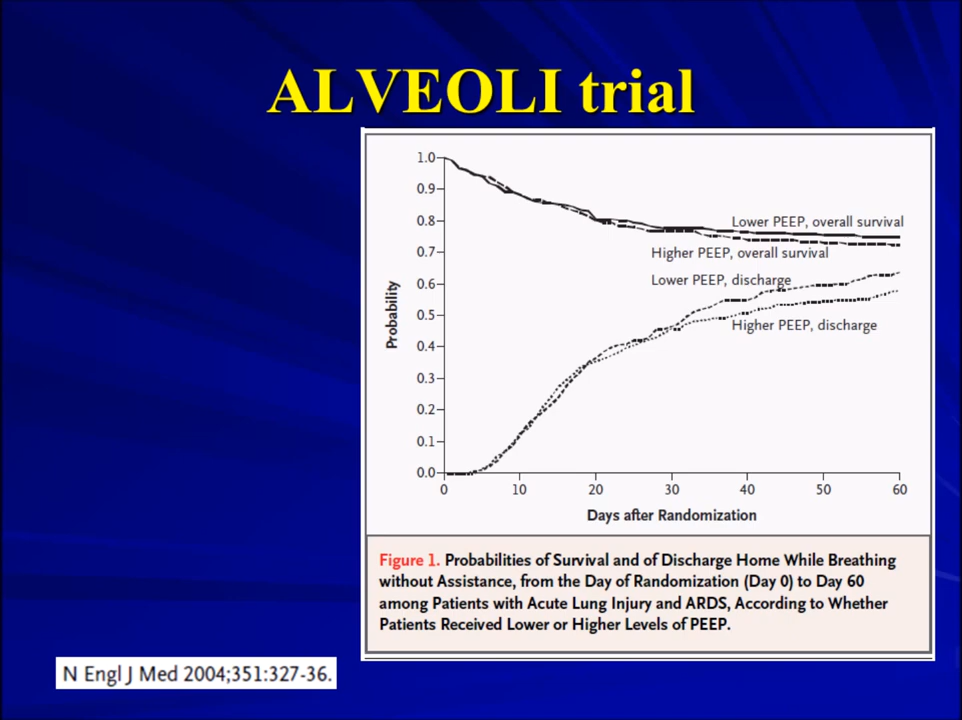 ALVEOLI trial
1.0
0.9
0.8
0.7
0.6
0.5
0.4
0.3
0.2
0.1
0.0
Probability
Lower PEEP, overall survival
Higher PEEP, overall survival
Lower PEEP, discharge
Higher PEEP, discharge
0 10 20 30 40 50 60
Days after Randomization
Figure 1. Probabilities of Survival and of Discharge Home While Breathing
without Assistance, from the Day of Randomization (Day 0) to Day 60
among Patients with Acute Lung Injury and ARDS, According to Whether
Patients Received Lower or Higher Levels of PEEP.
N Engl J Med 2004;351:327-36.